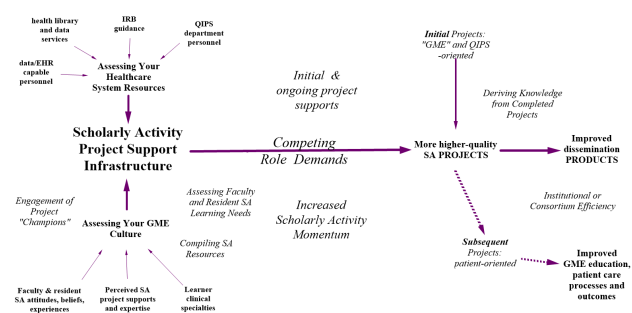 health library
and data
services
IRB
guidance
QIPS
department
personnel
data/EHR
capable
personnel
Assessing Your
Healthcare
System Resources
Initial &
ongoing project
supports
Initial Projects:
"GME" and QIPS
-oriented
Deriving Knowledge
from Completed
Projects
Scholarly Activity
Project Support
Infrastructure
Competing
Role Demands
More higher-quality
SA PROJECTS
Improved
dissemination
PRODUCTS
Engagement of
Project
"Champions"
Assessing Faculty
and Resident SA
Learning Needs
Increased
Scholarly Activity
Momentum
Institutional or
Consortium Efficiency
Assessing Your GME
Culture
Compiling SA
Resources
Subsequent
Projects:
patient-oriented
Improved
GME education,
patient care
processes and
outcomes
Faculty & resident
SA attitudes, beliefs,
experiences
Perceived SA
project supports
and expertise
Learner
clinical
specialties